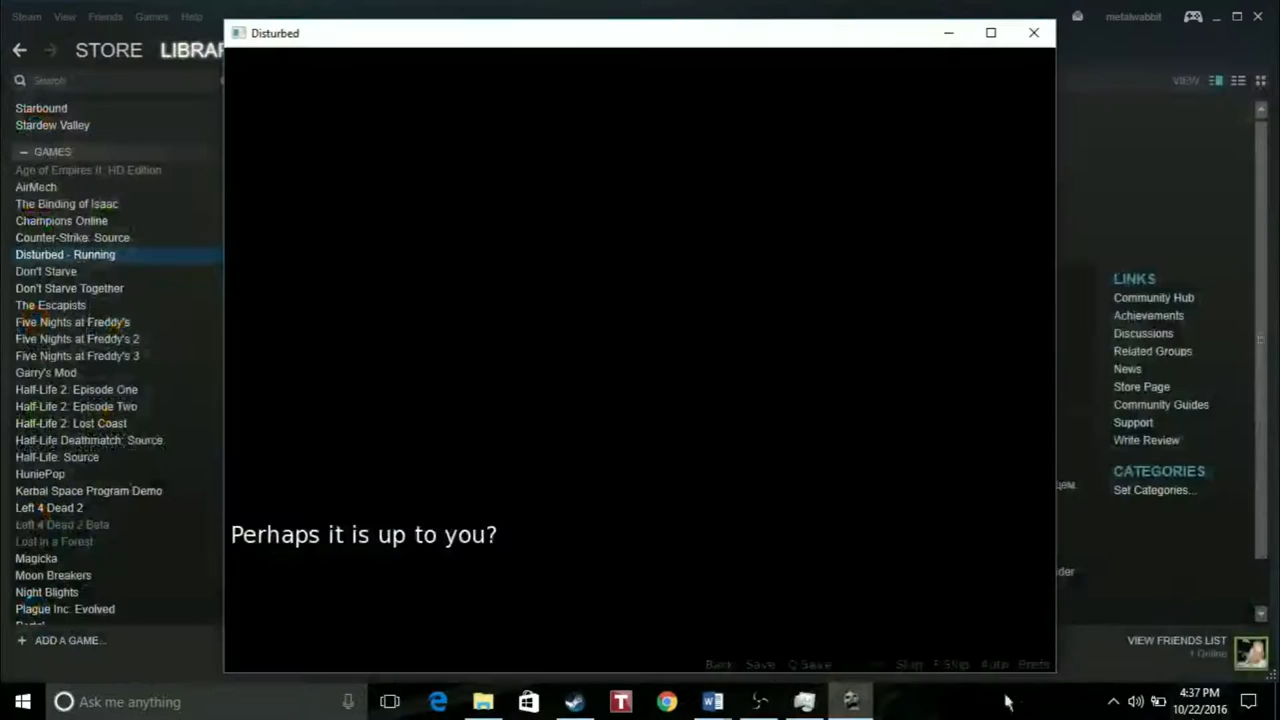 Steam View Friends Games Help
metalwabbit
Disturbed
STORE LIBRAR
Search
VIEW
Starbound
Stardew Valley
GAMES
Age of Empires II: HD Edition
AirMech
The Binding of Isaac
Champions Online
Counter-Strike: Source
Disturbed - Running
Don't Starve
Don't Starve Together
The Escapists
Five Nights at Freddy's
Five Nights at Freddy's 2
Five Nights at Freddy's 3
Garry's Mod
Half-Life 2: Episode One
Half-Life 2: Episode Two
Half-Life 2: Lost Coast
Half-Life Deathmatch: Source
Half-Life: Source
HuniePop
Kerbal Space Program Demo
Left 4 Dead 2
Left 4 Dead 2 Beta
Lost in a Forest
Magicka
Moon Breakers
Night Blights
Plague Inc: Evolved
+ ADD A GAME...
Perhaps it is up to you?
Back Save Q.Save Skip F.Skip Auto Prefs
LINKS
Community Hub
Achievements
Discussions
Related Groups
News
Store Page
Community Guides
Support
Write Review
CATEGORIES
Set Categories...
der
VIEW FRIENDS LIST
1 Online
Ask me anything
4:37 PM
10/22/2016